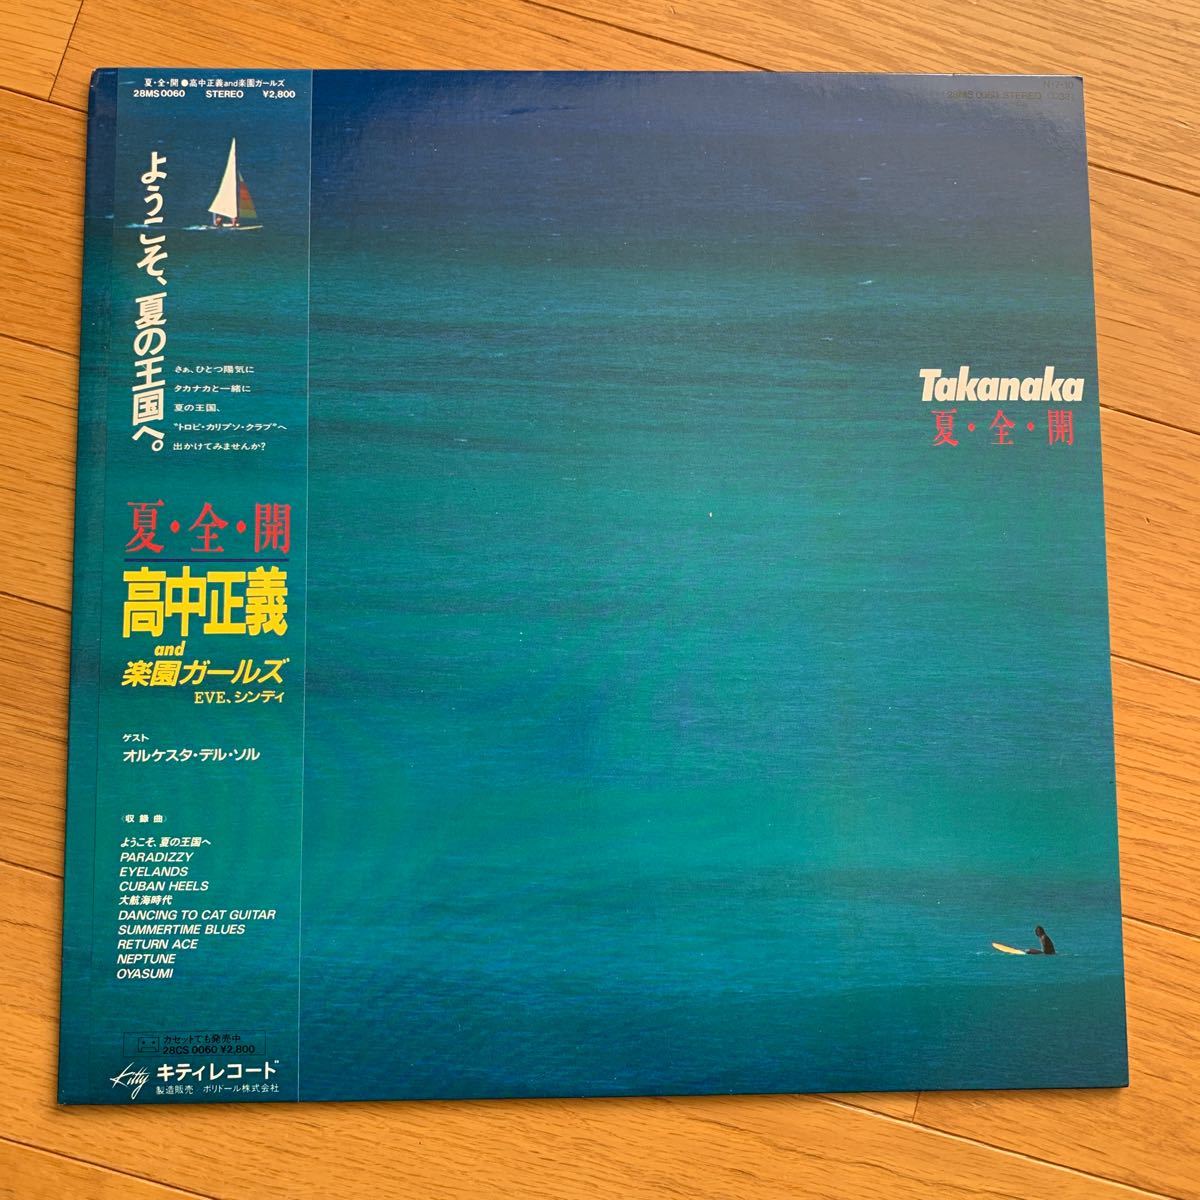 夏・全・開●高中正義and楽園ガールズ
28MS 0060 STEREO ¥2,800
ようこそ、夏の王国へ。
さぁ、ひとつ陽気に
タカナカと一緒に
夏の王国、
"トロピ・カリプソ・クラブ"へ
出かけてみませんか?
夏・全・開
高中正義
and
楽園ガールズ
EVE、シンディ
ゲスト
オルケスタ・デル・ソル
〈収録曲〉
ようこそ、夏の王国へ
PARADIZZY
EYELANDS
CUBAN HEELS
大航海時代
DANCING TO CAT GUITAR
SUMMERTIME BLUES
RETURN ACE
NEPTUNE
OYASUMI
カセットでも発売中
28CS 0060 ¥2,800
Kitty キティレコード
製造販売/ポリドール株式会社
28MS 0060 STEREO
Takanaka
夏・全・開